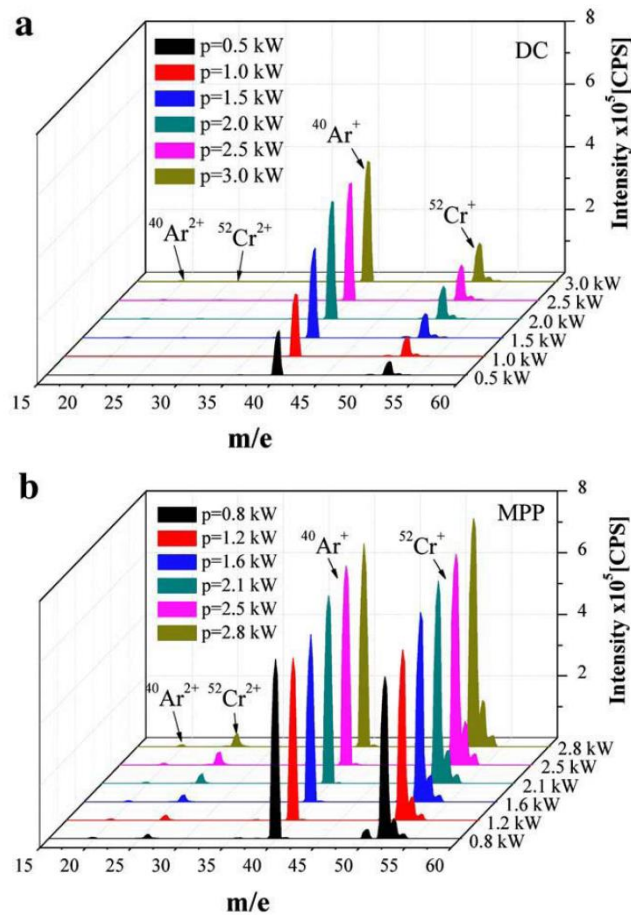 a
DC
p=0.5 kW
p=1.0 kW
p=1.5 kW
p=2.0 kW
p=2.5 kW
p=3.0 kW
⁴⁰Ar⁺
⁴⁰Ar²⁺
⁵²Cr²⁺
⁵²Cr⁺
8
6
4
2
Intensity x10⁵[CPS]
3.0 kW
2.5 kW
2.0 kW
1.5 kW
1.0 kW
0.5 kW
15 20 25 30 35 40 45 50 55 60
m/e
b
MPP
p=0.8 kW
p=1.2 kW
p=1.6 kW
p=2.1 kW
p=2.5 kW
p=2.8 kW
⁴⁰Ar⁺
⁵²Cr⁺
⁴⁰Ar²⁺
⁵²Cr²⁺
8
6
4
2
Intensity x10⁵[CPS]
2.8 kW
2.5 kW
2.1 kW
1.6 kW
1.2 kW
0.8 kW
15 20 25 30 35 40 45 50 55 60
m/e